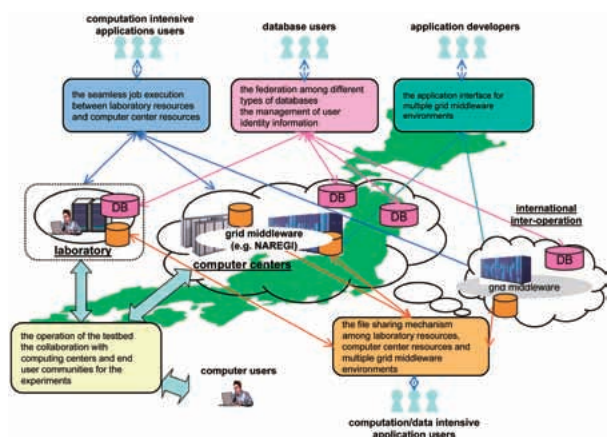 computation intensive
applications users
database users
application developers
the seamless job execution
between laboratory resources
and computer center resources
the federation among different
types of databases
the management of user
identity information
the application interface for
multiple grid middleware
environments
DB
DB
DB
international
inter-operation
DB
laboratory
grid middleware
(e.g. NAREGI)
computer centers
grid middleware
the operation of the testbed
the collaboration with
computing centers and end
user communities for the
experiments
computer users
the file sharing mechanism
among laboratory resources,
computer center resources and
multiple grid middleware
environments
computation/data intensive
application users